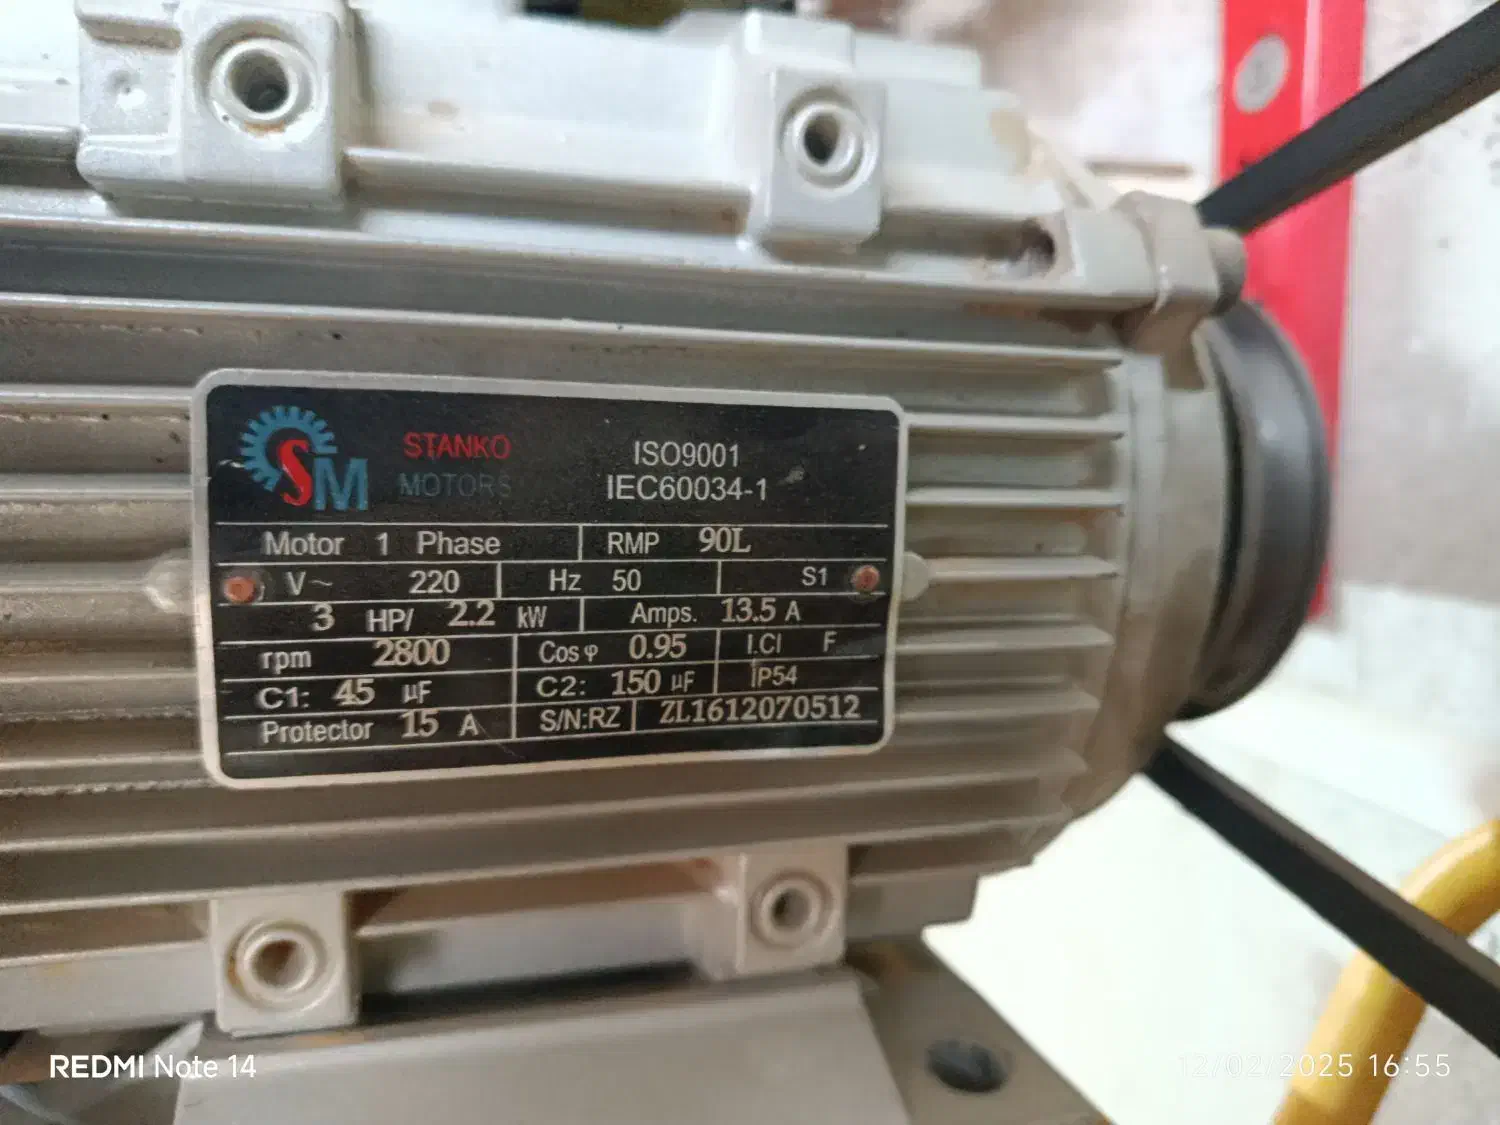 SM STANKO MOTORS
ISO9001
IEC60034-1
Motor 1 Phase RMP 90L
V~ 220 Hz 50 S1
3 HP/ 2.2 kW Amps. 13.5 A
rpm 2800 Cos φ 0.95 I.Cl F
C1: 45 μF C2: 150 μF IP54
Protector 15 A S/N:RZ ZL1612070512
REDMI Note 14
12/02/2025 16:55